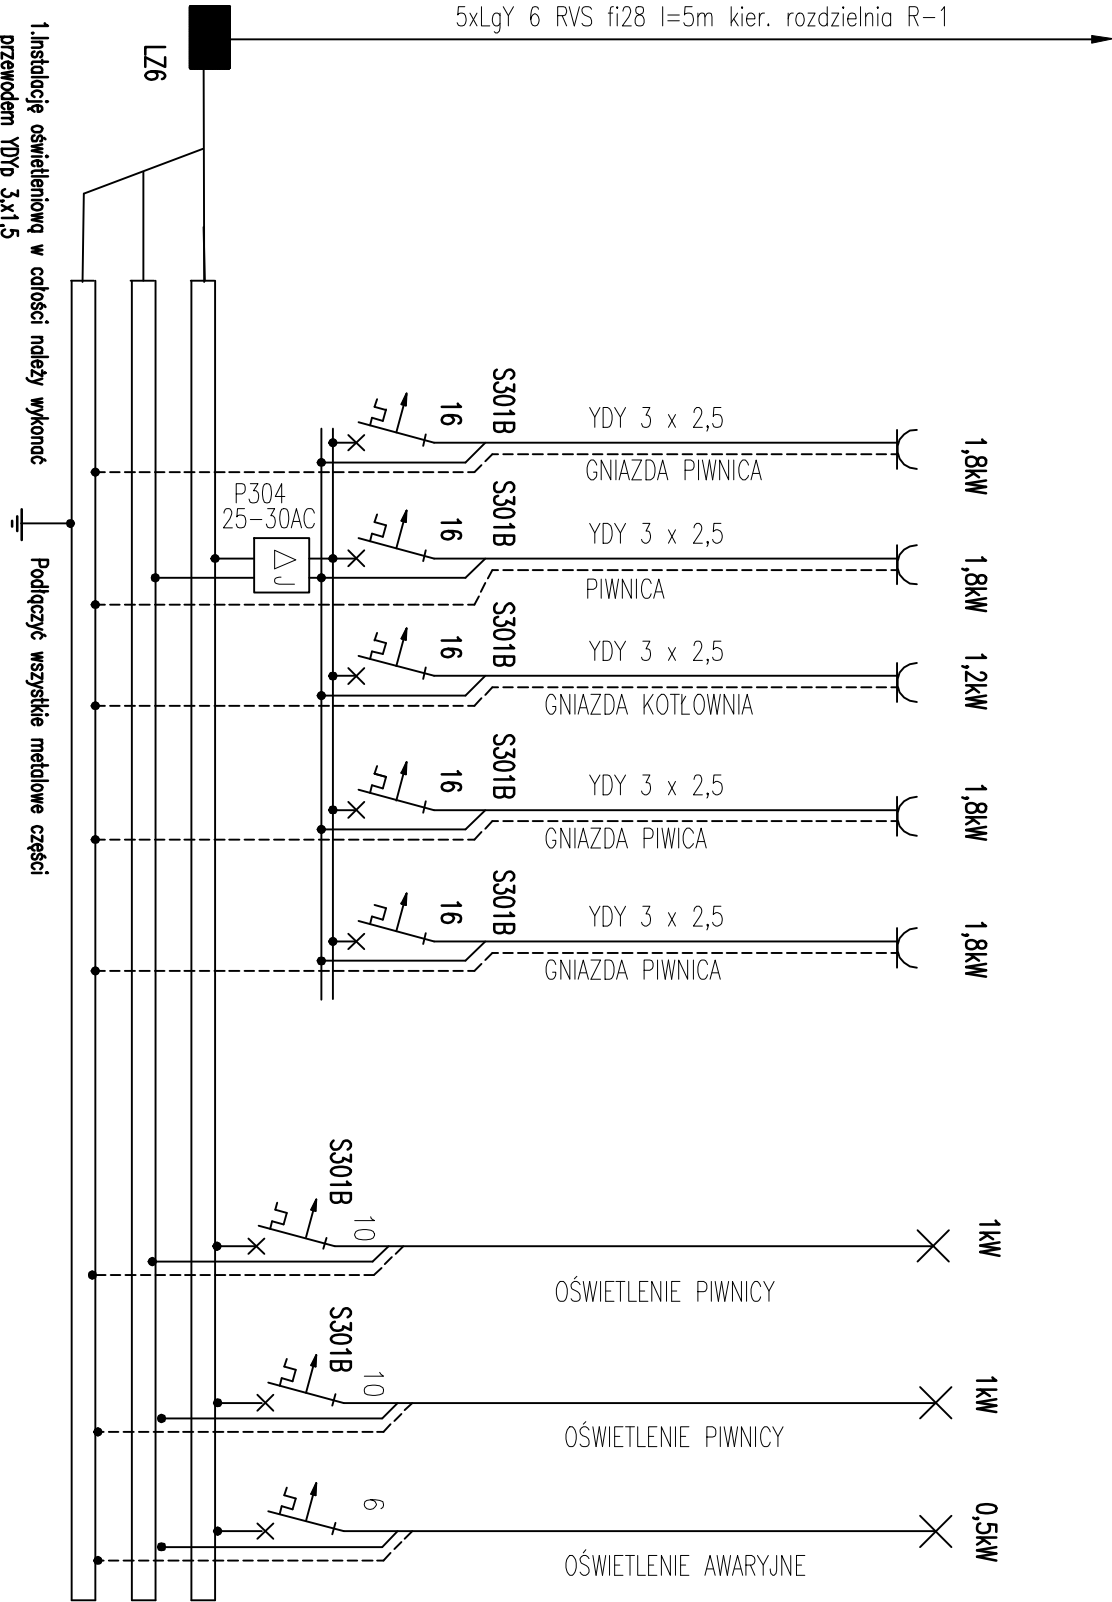 5xLgY 6 RVS fi28 l=5m kier. rozdzielnia R-1
LZ6
1.Instalację oświetleniową w całości należy wykonać
przewodem YDYp 3,x1,5
Podłączyć wszystkie metalowe części
P304
25-30AC
△J
S301B
16
YDY 3 x 2,5
GNIAZDA PIWNICA
1,8kW
S301B
16
YDY 3 x 2,5
PIWNICA
1,8kW
S301B
16
YDY 3 x 2,5
GNIAZDA KOTŁOWNIA
1,2kW
S301B
16
YDY 3 x 2,5
GNIAZDA PIWICA
1,8kW
S301B
16
YDY 3 x 2,5
GNIAZDA PIWNICA
1,8kW
S301B
10
OŚWIETLENIE PIWNICY
1kW
S301B
10
OŚWIETLENIE PIWNICY
1kW
6
OŚWIETLENIE AWARYJNE
0,5kW